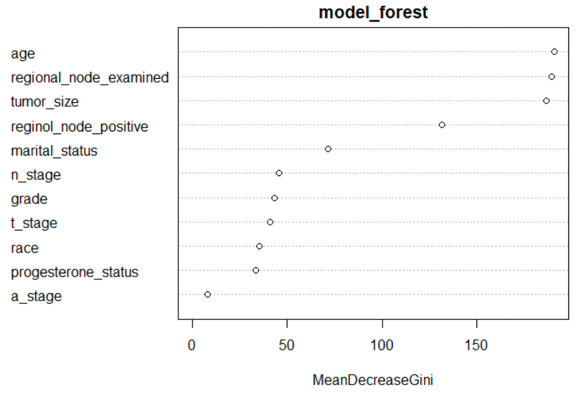 model_forest
age
regional_node_examined
tumor_size
reginol_node_positive
marital_status
n_stage
grade
t_stage
race
progesterone_status
a_stage
0 50 100 150
MeanDecreaseGini